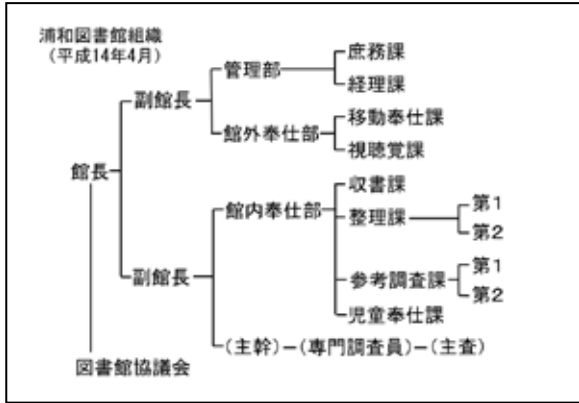 浦和図書館組織
（平成14年4月）
館長
副館長
管理部
庶務課
経理課
館外奉仕部
移動奉仕課
視聴覚課
副館長
館内奉仕部
収書課
整理課
第1
第2
参考調査課
第1
第2
児童奉仕課
（主幹）－（専門調査員）－（主査）
図書館協議会